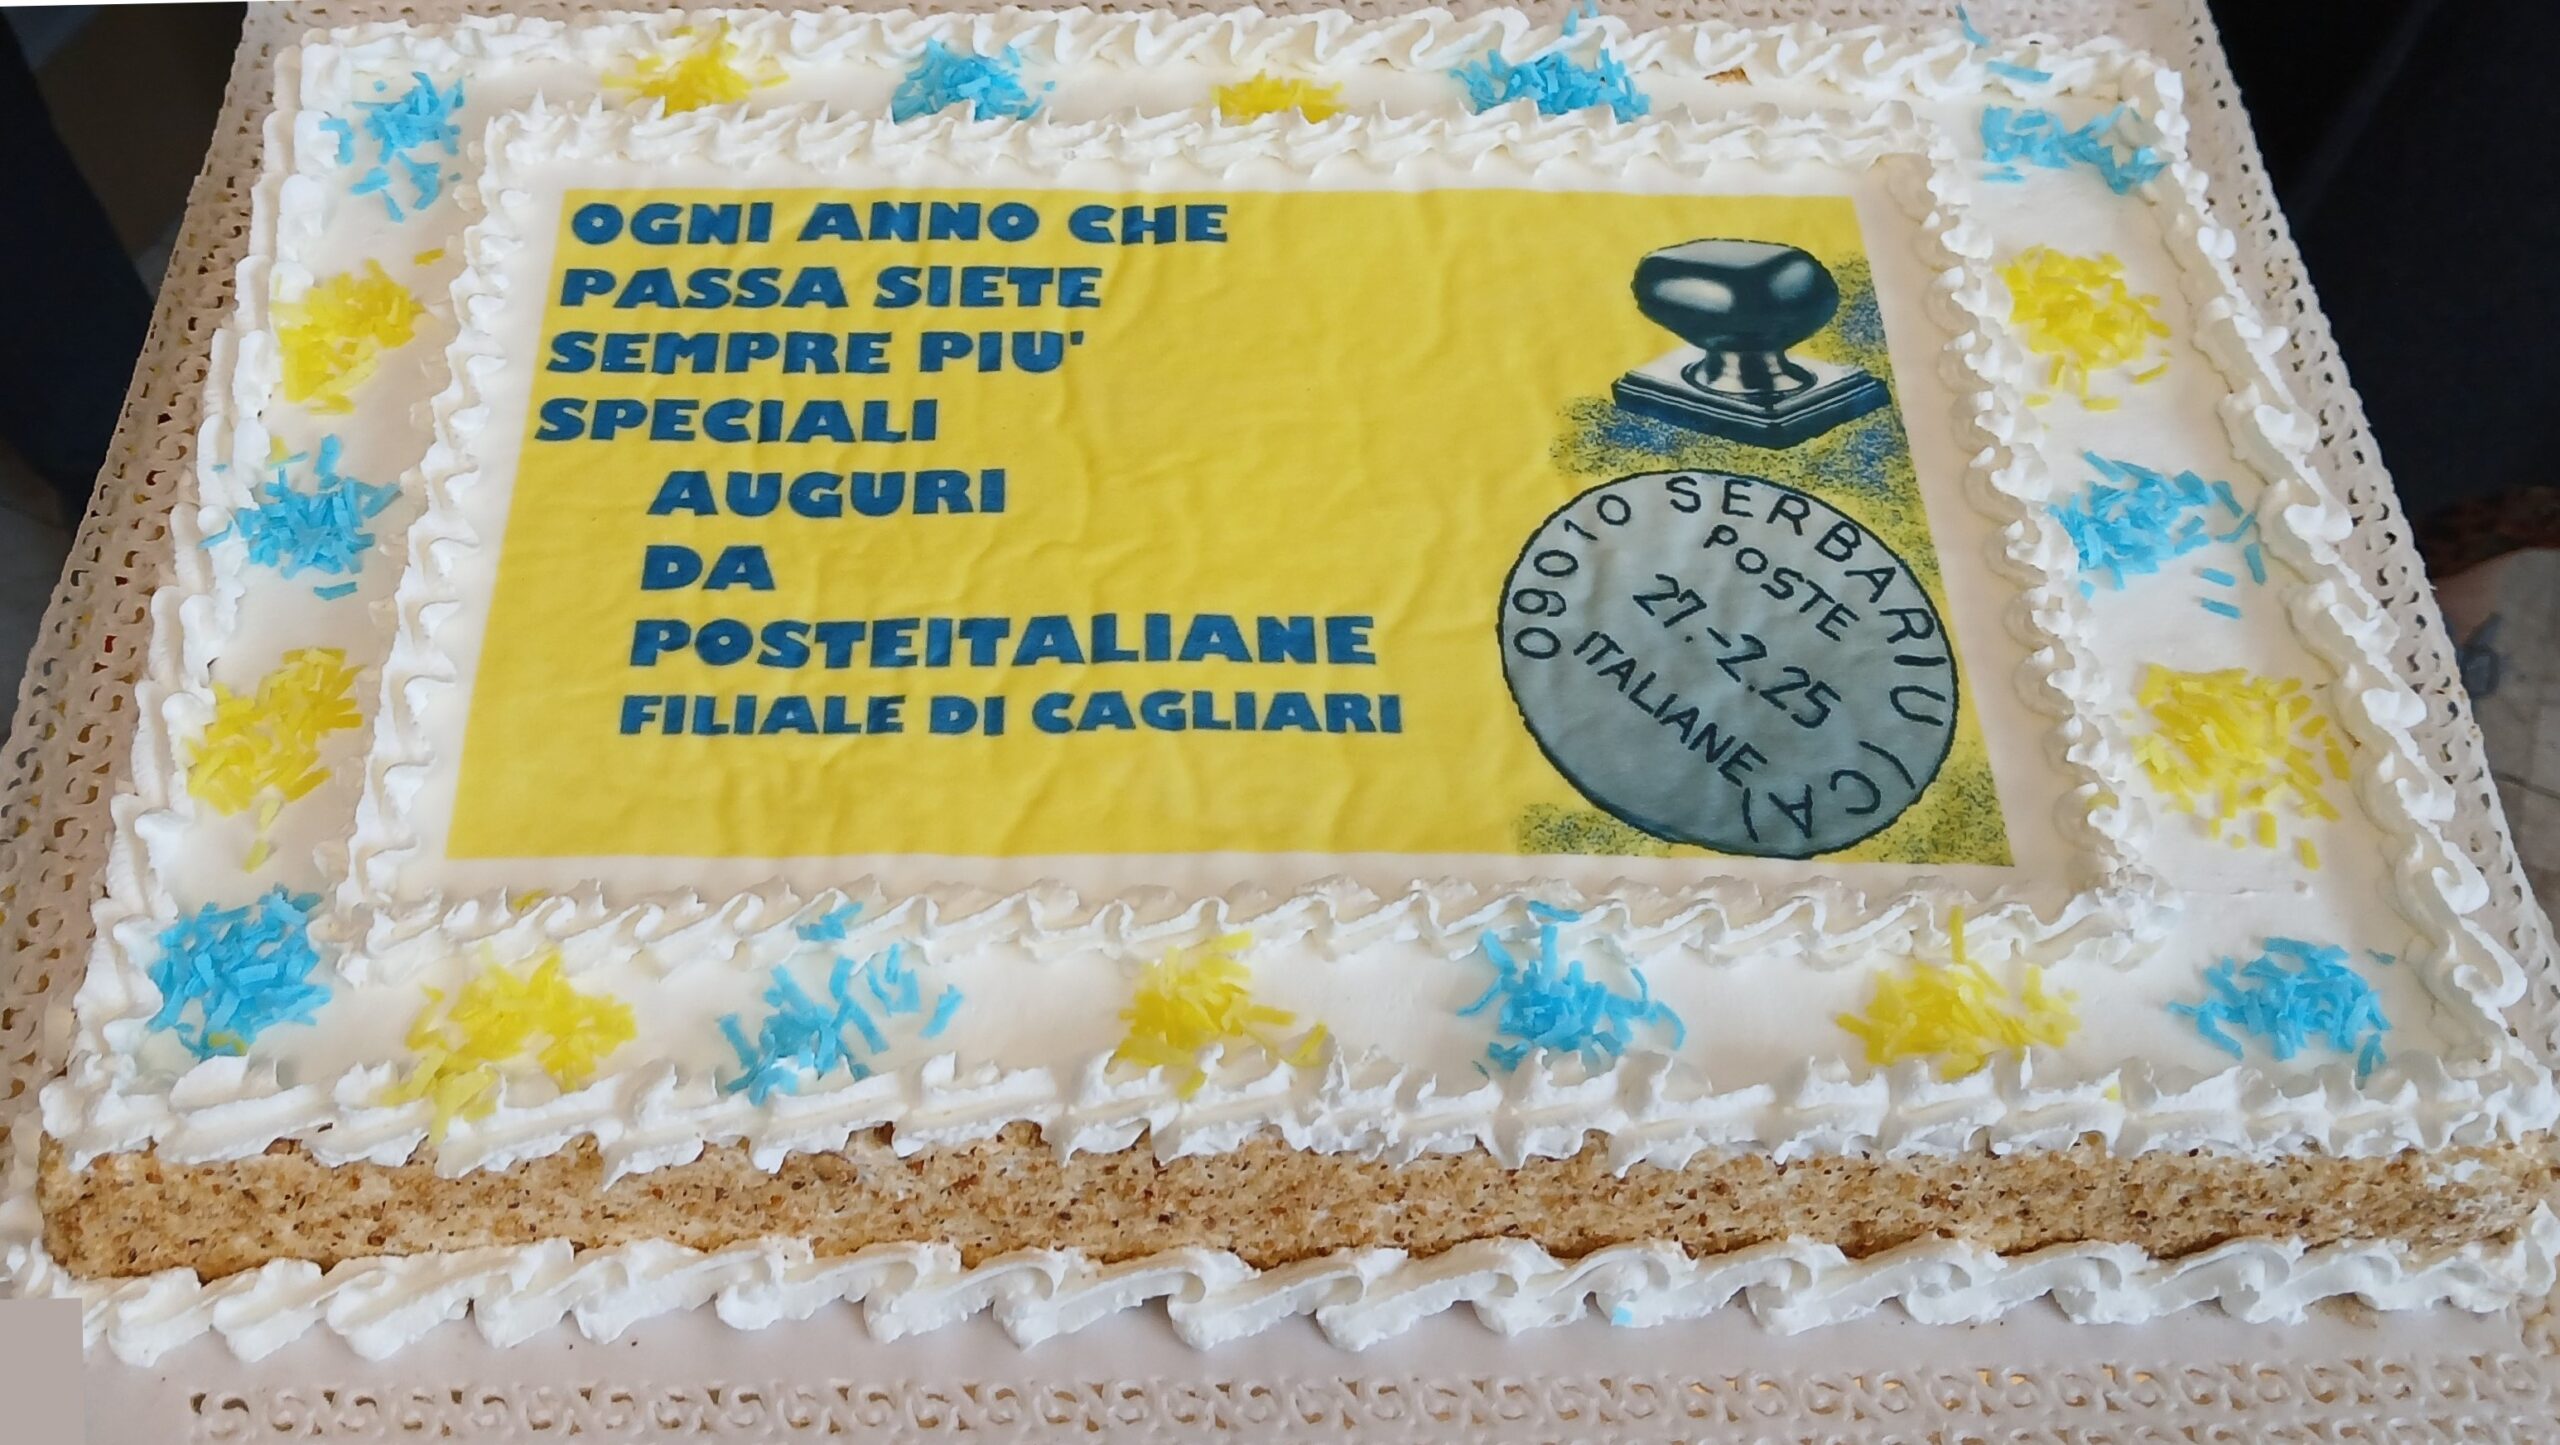 OGNI ANNO CHE
PASSA SIETE
SEMPRE PIU'
SPECIALI
AUGURI
DA
POSTEITALIANE
FILIALE DI CAGLIARI
09010 SERBARIU (CA)
POSTE
27.-2.25
ITALIANE